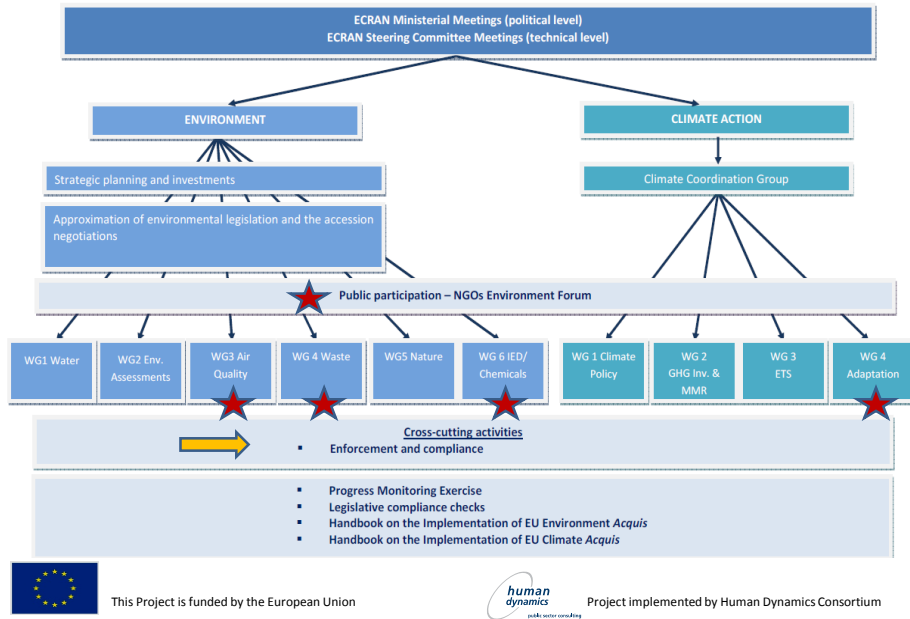 ECRAN Ministerial Meetings (political level)
ECRAN Steering Committee Meetings (technical level)
ENVIRONMENT
CLIMATE ACTION
Strategic planning and investments
Climate Coordination Group
Approximation of environmental legislation and the accession
negotiations
Public participation – NGOs Environment Forum
WG1 Water
WG2 Env.
Assessments
WG3 Air
Quality
WG 4 Waste
WG5 Nature
WG 6 IED/
Chemicals
WG 1 Climate
Policy
WG 2
GHG Inv. &
MMR
WG 3
ETS
WG 4
Adaptation
Cross-cutting activities
▪ Enforcement and compliance
▪ Progress Monitoring Exercise
▪ Legislative compliance checks
▪ Handbook on the Implementation of EU Environment Acquis
▪ Handbook on the Implementation of EU Climate Acquis
This Project is funded by the European Union
human
dynamics
public sector consulting
Project implemented by Human Dynamics Consortium